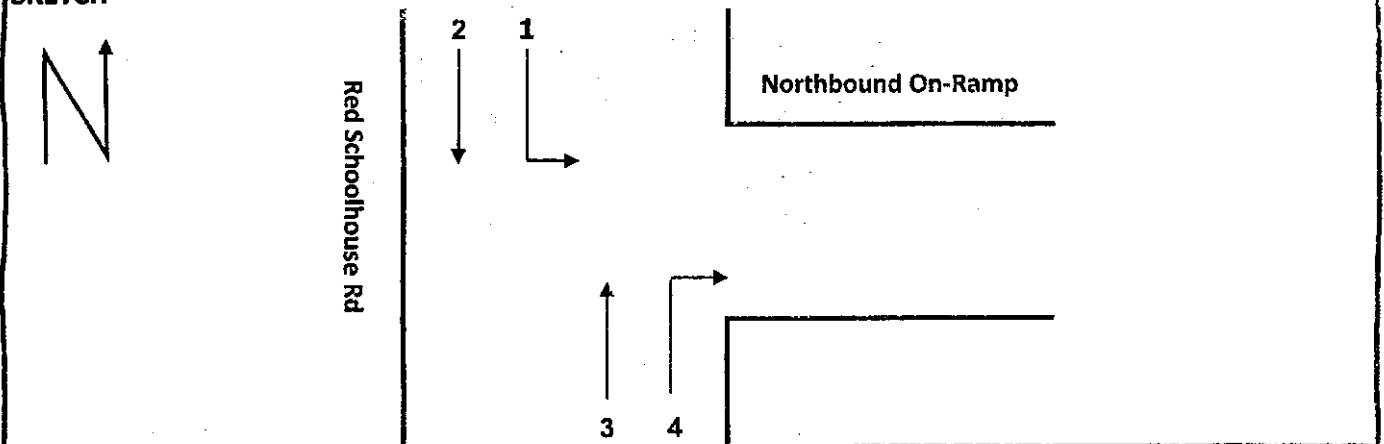 SKETCH
N
2 1
Northbound On-Ramp
Red Schoolhouse Rd
3 4